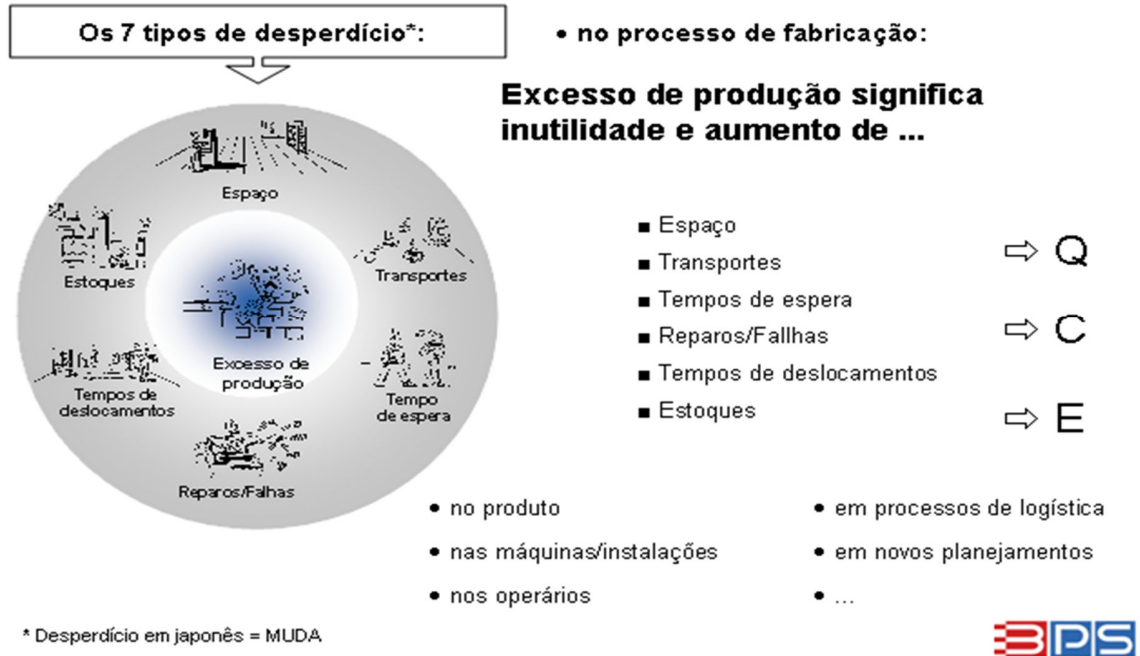 Os 7 tipos de desperdício*:
• no processo de fabricação:
Excesso de produção significa
inutilidade e aumento de ...
Espaço
Estoques
Transportes
Excesso de
produção
Tempos de
deslocamentos
Tempo
de espera
Reparos/Falhas
■ Espaço
■ Transportes
■ Tempos de espera
■ Reparos/Fallhas
■ Tempos de deslocamentos
■ Estoques
⇨ Q
⇨ C
⇨ E
• no produto
• nas máquinas/instalações
• nos operários
• em processos de logística
• em novos planejamentos
• ...
* Desperdício em japonês = MUDA
BPS